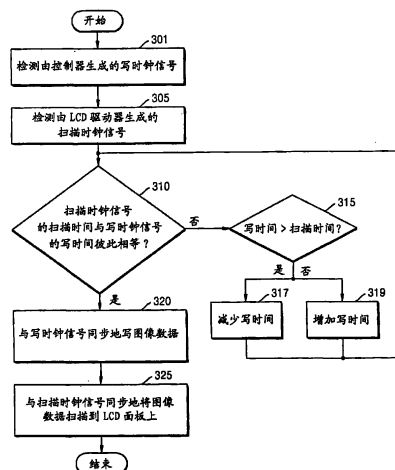 开始
301
检测由控制器生成的写时钟信号
305
检测由LCD驱动器生成的
扫描时钟信号
310
扫描时钟信号
的扫描时间与写时钟信号
的写时间彼此相等？
否
315
写时间>扫描时间？
是
否
317
减少写时间
319
增加写时间
是
320
与写时钟信号同步地写图像数据
325
与扫描时钟信号同步地将图像
数据扫描到LCD面板上
结束